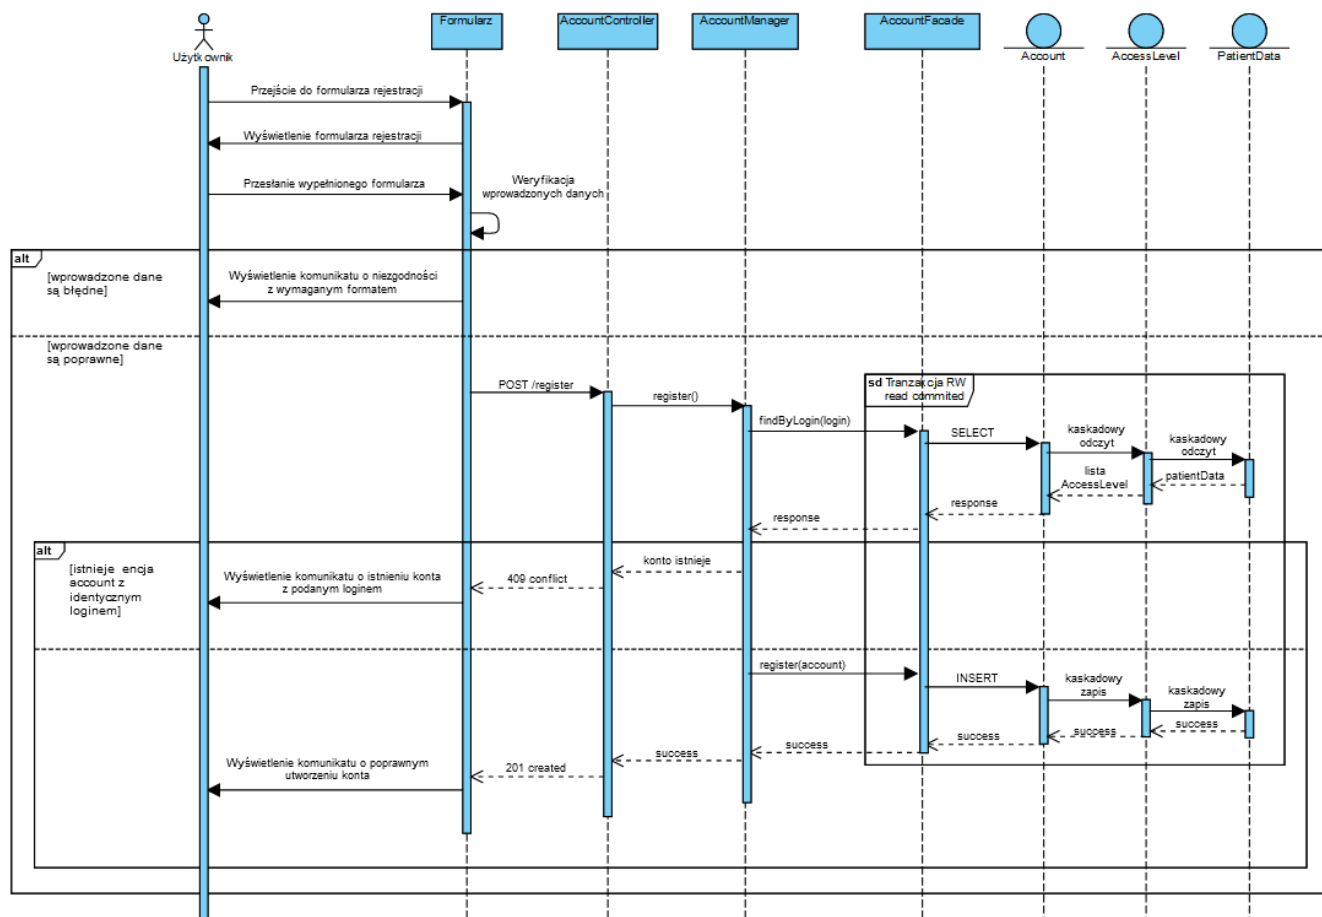 Użytkownik
Formularz
AccountController
AccountManager
AccountFacade
Account
AccessLevel
PatientData
Przejście do formularza rejestracji
Wyświetlenie formularza rejestracji
Przesłanie wypełnionego formularza
Weryfikacja
wprowadzonych danych
alt
[wprowadzone dane
są błędne]
Wyświetlenie komunikatu o niezgodności
z wymaganym formatem
[wprowadzone dane
są poprawne]
POST /register
register()
sd Tranzakcja RW
read commited
findByLogin(login)
SELECT
kaskadowy
odczyt
kaskadowy
odczyt
patientData
lista
AccessLevel
response
response
alt
[istnieje encja
account z
identycznym
loginem]
konto istnieje
409 conflict
Wyświetlenie komunikatu o istnieniu konta
z podanym loginem
register(account)
INSERT
kaskadowy
zapis
kaskadowy
zapis
success
success
success
success
success
201 created
Wyświetlenie komunikatu o poprawnym
utworzeniu konta